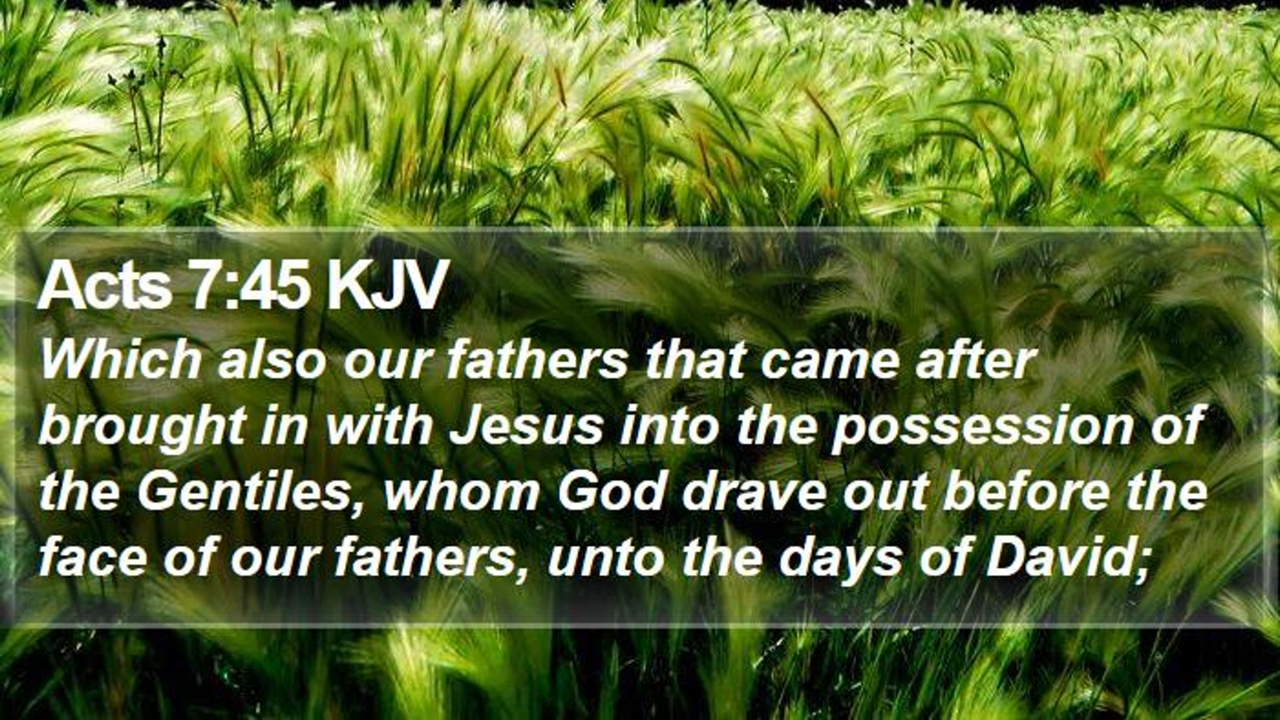 Acts 7:45 KJV
Which also our fathers that came after
brought in with Jesus into the possession of
the Gentiles, whom God drave out before the
face of our fathers, unto the days of David;